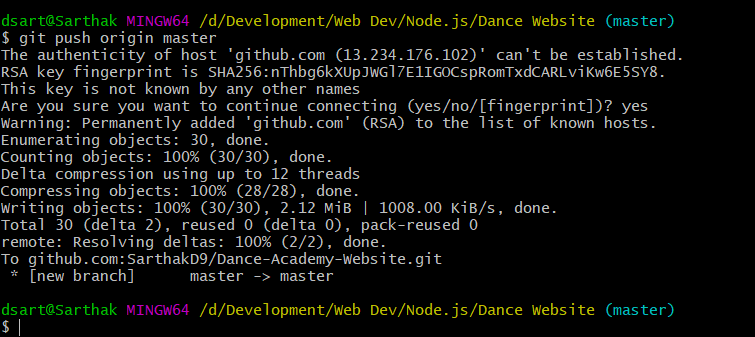 dsart@Sarthak MINGW64 /d/Development/Web Dev/Node.js/Dance Website (master)
$ git push origin master
The authenticity of host 'github.com (13.234.176.102)' can't be established.
RSA key fingerprint is SHA256:nThbg6kXUpJWGl7E1IGOCspRomTxdCARLviKw6E5SY8.
This key is not known by any other names
Are you sure you want to continue connecting (yes/no/[fingerprint])? yes
Warning: Permanently added 'github.com' (RSA) to the list of known hosts.
Enumerating objects: 30, done.
Counting objects: 100% (30/30), done.
Delta compression using up to 12 threads
Compressing objects: 100% (28/28), done.
Writing objects: 100% (30/30), 2.12 MiB | 1008.00 KiB/s, done.
Total 30 (delta 2), reused 0 (delta 0), pack-reused 0
remote: Resolving deltas: 100% (2/2), done.
To github.com:SarthakD9/Dance-Academy-Website.git
 * [new branch]      master -> master
dsart@Sarthak MINGW64 /d/Development/Web Dev/Node.js/Dance Website (master)
$